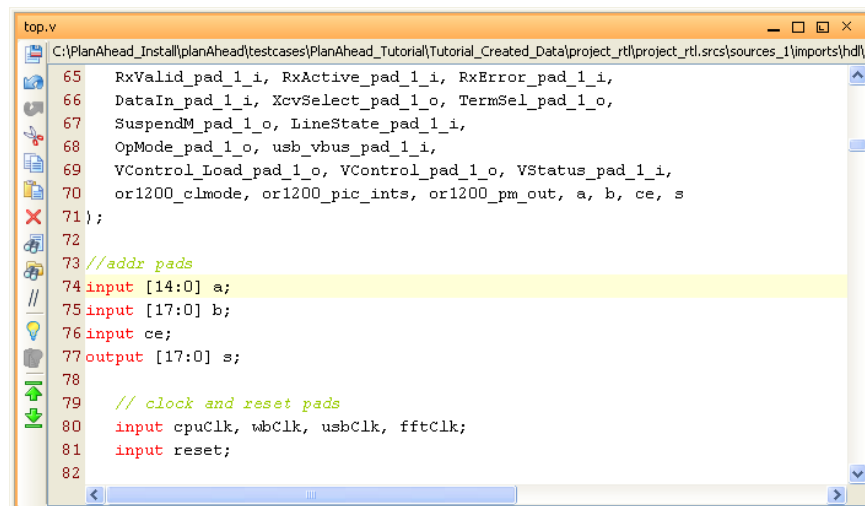 top.v
C:\PlanAhead_Install\planAhead\testcases\PlanAhead_Tutorial\Tutorial_Created_Data\project_rtl\project_rtl.srcs\sources_1\imports\hdl\
65 RxValid_pad_1_i, RxActive_pad_1_i, RxError_pad_1_i,
66 DataIn_pad_1_i, XcvSelect_pad_1_o, TermSel_pad_1_o,
67 SuspendM_pad_1_o, LineState_pad_1_i,
68 OpMode_pad_1_o, usb_vbus_pad_1_i,
69 VControl_Load_pad_1_o, VControl_pad_1_o, VStatus_pad_1_i,
70 or1200_clmode, or1200_pic_ints, or1200_pm_out, a, b, ce, s
71 );
72
73 //addr pads
74 input [14:0] a;
75 input [17:0] b;
76 input ce;
77 output [17:0] s;
78
79 // clock and reset pads
80 input cpuClk, wbClk, usbClk, fftClk;
81 input reset;
82